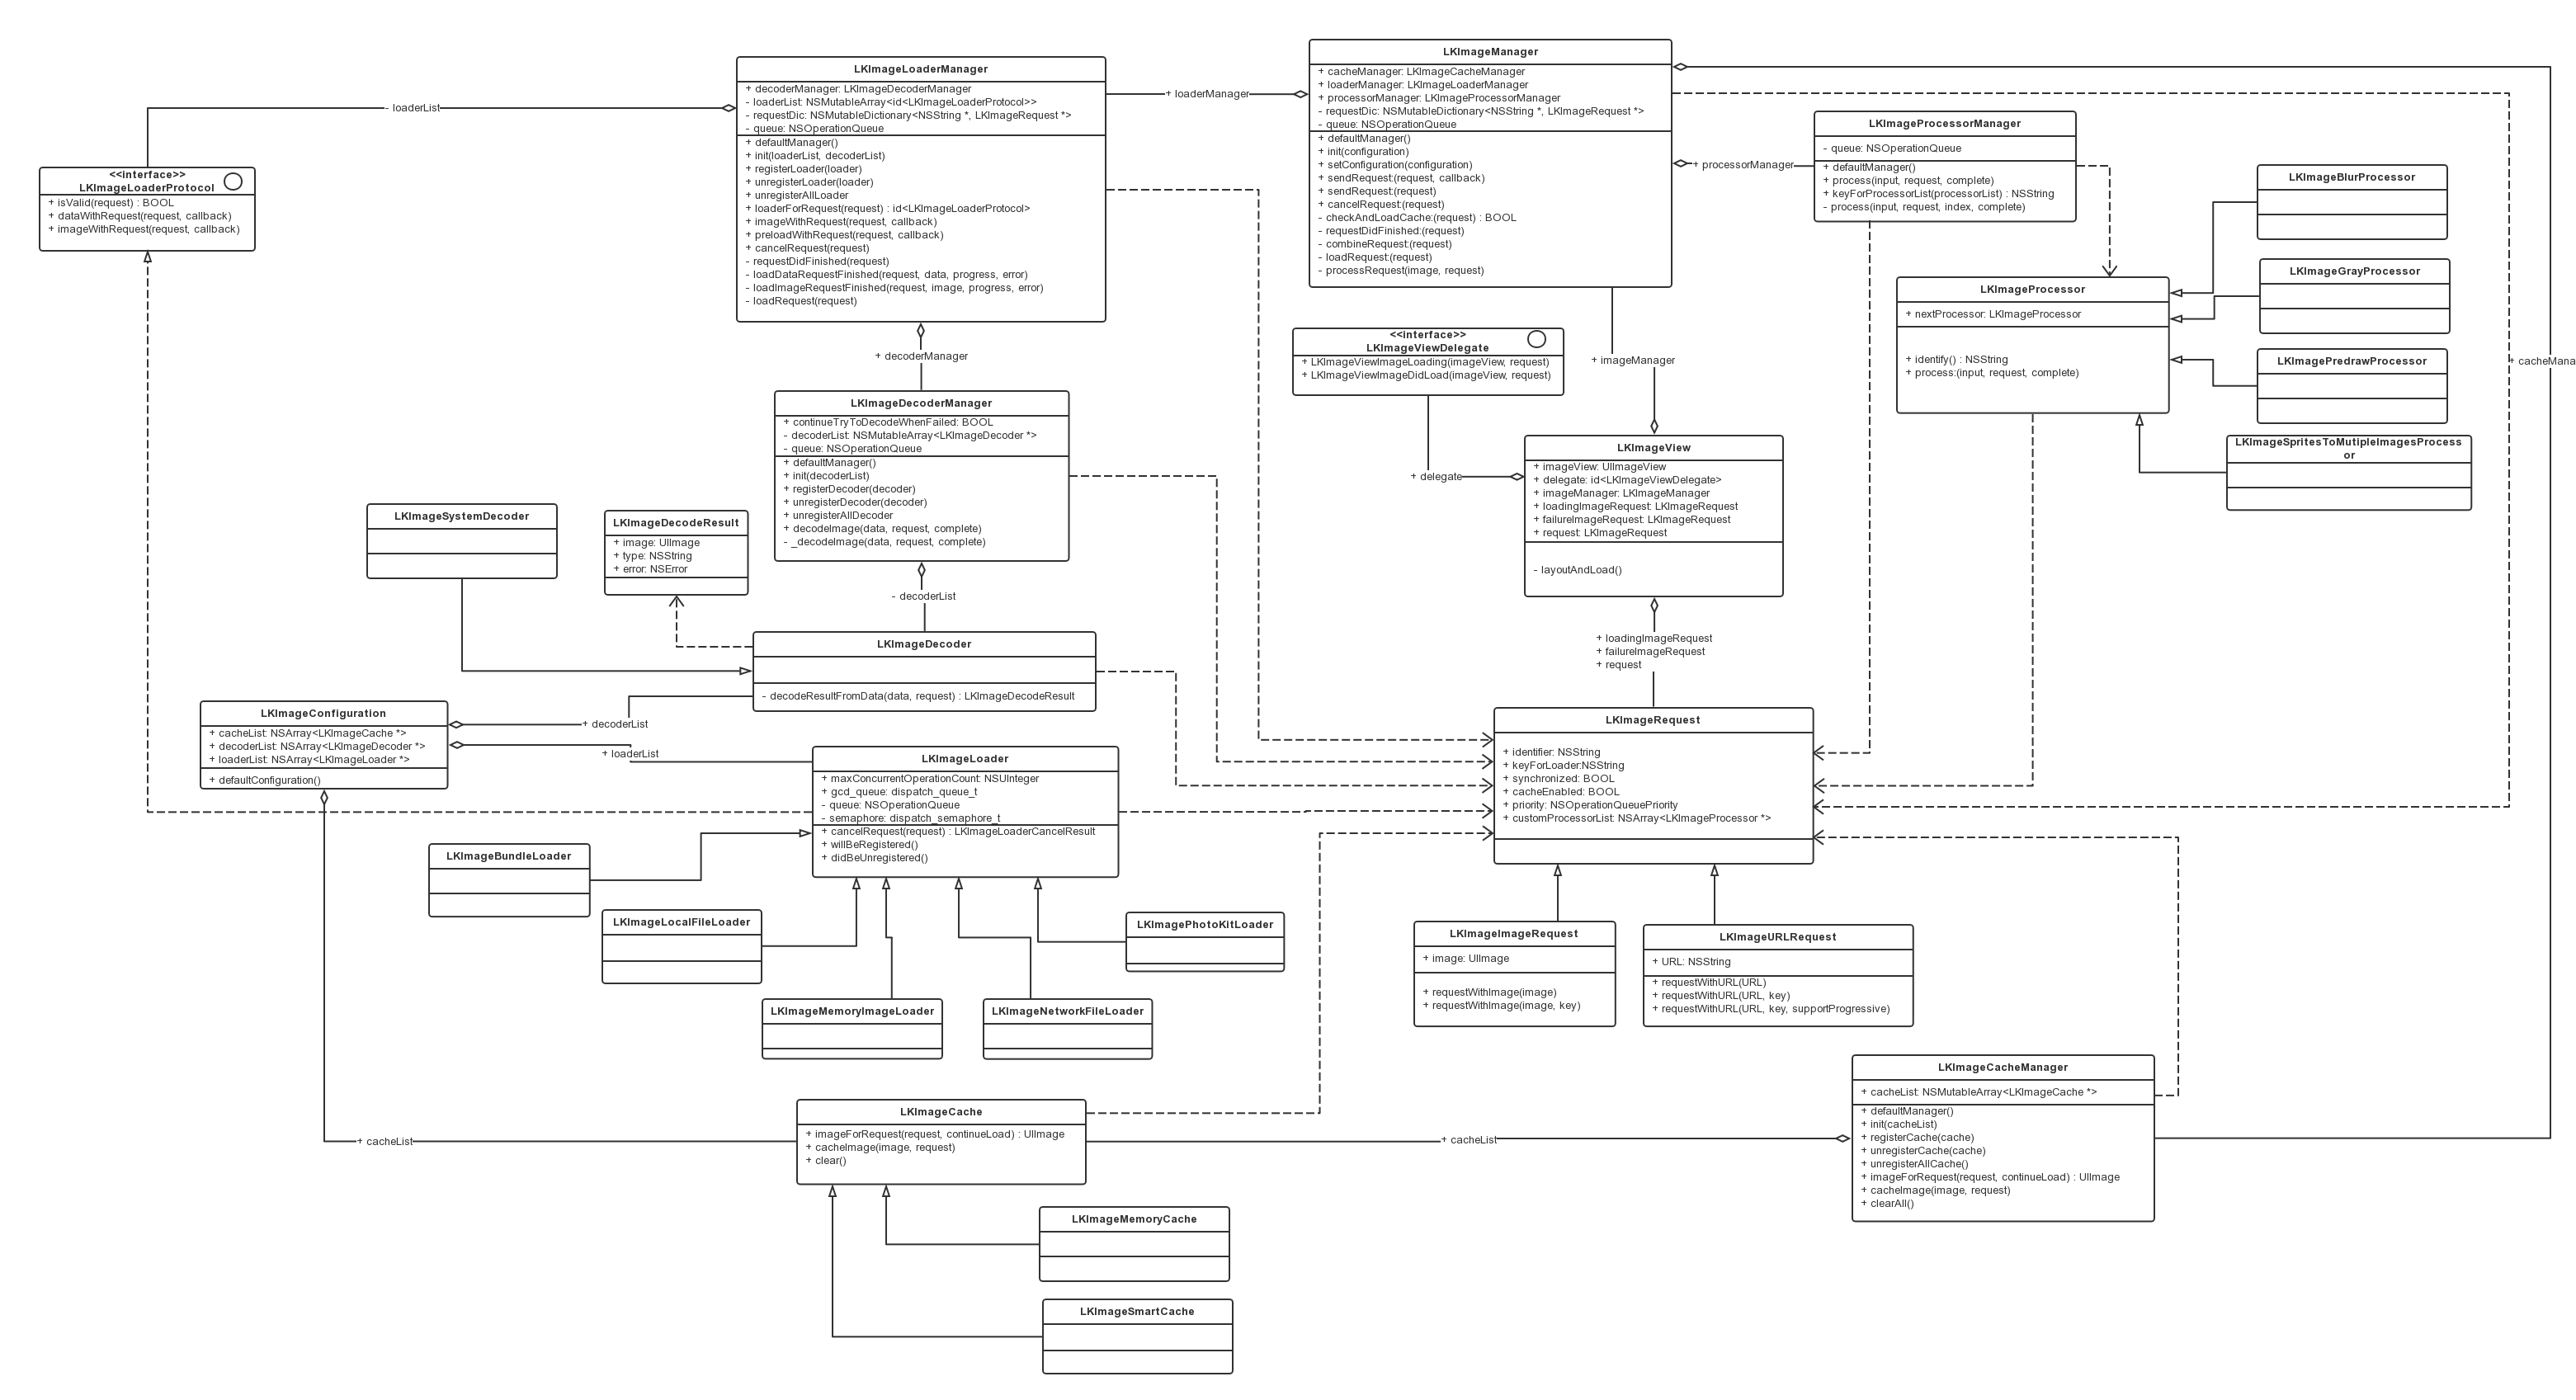 LKImageLoaderManager
+ decoderManager: LKImageDecoderManager
- loaderList: NSMutableArray<id<LKImageLoaderProtocol>>
- requestDic: NSMutableDictionary<NSString *, LKImageRequest *>
- queue: NSOperationQueue
+ defaultManager()
+ init(loaderList, decoderList)
+ registerLoader(loader)
+ unregisterLoader(loader)
+ unregisterAllLoader
+ loaderForRequest(request) : id<LKImageLoaderProtocol>
+ imageWithRequest(request, callback)
+ preloadWithRequest(request, callback)
+ cancelRequest(request)
- requestDidFinished(request)
- loadDataRequestFinished(request, data, progress, error)
- loadImageRequestFinished(request, image, progress, error)
- loadRequest(request)
+ loaderManager
LKImageManager
+ cacheManager: LKImageCacheManager
+ loaderManager: LKImageLoaderManager
+ processorManager: LKImageProcessorManager
- requestDic: NSMutableDictionary<NSString *, LKImageRequest *>
- queue: NSOperationQueue
+ defaultManager()
+ init(configuration)
+ setConfiguration(configuration)
+ sendRequest:(request, callback)
+ sendRequest:(request)
+ cancelRequest:(request)
- checkAndLoadCache:(request) : BOOL
- requestDidFinished:(request)
- combineRequest:(request)
- loadRequest:(request)
- processRequest(image, request)
- loaderList
<<interface>>
LKImageLoaderProtocol
+ isValid(request) : BOOL
+ dataWithRequest(request, callback)
+ imageWithRequest(request, callback)
+ processorManager
LKImageProcessorManager
- queue: NSOperationQueue
+ defaultManager()
+ process(input, request, complete)
+ keyForProcessorList(processorList) : NSString
- process(input, request, index, complete)
LKImageBlurProcessor
LKImageGrayProcessor
LKImageProcessor
+ nextProcessor: LKImageProcessor
+ identify() : NSString
+ process:(input, request, complete)
LKImagePredrawProcessor
+ cacheMana
LKImageSpritesToMutipleImagesProcess
or
+ decoderManager
<<interface>>
LKImageViewDelegate
+ LKImageViewImageLoading(imageView, request)
+ LKImageViewImageDidLoad(imageView, request)
+ imageManager
+ delegate
LKImageView
+ imageView: UIImageView
+ delegate: id<LKImageViewDelegate>
+ imageManager: LKImageManager
+ loadingImageRequest: LKImageRequest
+ failureImageRequest: LKImageRequest
+ request: LKImageRequest
- layoutAndLoad()
LKImageDecoderManager
+ continueTryToDecodeWhenFailed: BOOL
- decoderList: NSMutableArray<LKImageDecoder *>
- queue: NSOperationQueue
+ defaultManager()
+ init(decoderList)
+ registerDecoder(decoder)
+ unregisterDecoder(decoder)
+ unregisterAllDecoder
+ decodeImage(data, request, complete)
- _decodeImage(data, request, complete)
LKImageSystemDecoder
LKImageDecodeResult
+ image: UIImage
+ type: NSString
+ error: NSError
- decoderList
LKImageDecoder
- decodeResultFromData(data, request) : LKImageDecodeResult
+ loadingImageRequest
+ failureImageRequest
+ request
LKImageConfiguration
+ cacheList: NSArray<LKImageCache *>
+ decoderList: NSArray<LKImageDecoder *>
+ loaderList: NSArray<LKImageLoader *>
+ defaultConfiguration()
+ decoderList
+ loaderList
LKImageLoader
+ maxConcurrentOperationCount: NSUInteger
+ gcd_queue: dispatch_queue_t
- queue: NSOperationQueue
- semaphore: dispatch_semaphore_t
+ cancelRequest(request) : LKImageLoaderCancelResult
+ willBeRegistered()
+ didBeUnregistered()
LKImageRequest
+ identifier: NSString
+ keyForLoader:NSString
+ synchronized: BOOL
+ cacheEnabled: BOOL
+ priority: NSOperationQueuePriority
+ customProcessorList: NSArray<LKImageProcessor *>
LKImageBundleLoader
LKImageLocalFileLoader
LKImagePhotoKitLoader
LKImageMemoryImageLoader
LKImageNetworkFileLoader
LKImageImageRequest
+ image: UIImage
+ requestWithImage(image)
+ requestWithImage(image, key)
LKImageURLRequest
+ URL: NSString
+ requestWithURL(URL)
+ requestWithURL(URL, key)
+ requestWithURL(URL, key, supportProgressive)
LKImageCacheManager
+ cacheList: NSMutableArray<LKImageCache *>
+ defaultManager()
+ init(cacheList)
+ registerCache(cache)
+ unregisterCache(cache)
+ unregisterAllCache()
+ imageForRequest(request, continueLoad) : UIImage
+ cacheImage(image, request)
+ clearAll()
+ cacheList
LKImageCache
+ imageForRequest(request, continueLoad) : UIImage
+ cacheImage(image, request)
+ clear()
+ cacheList
LKImageMemoryCache
LKImageSmartCache